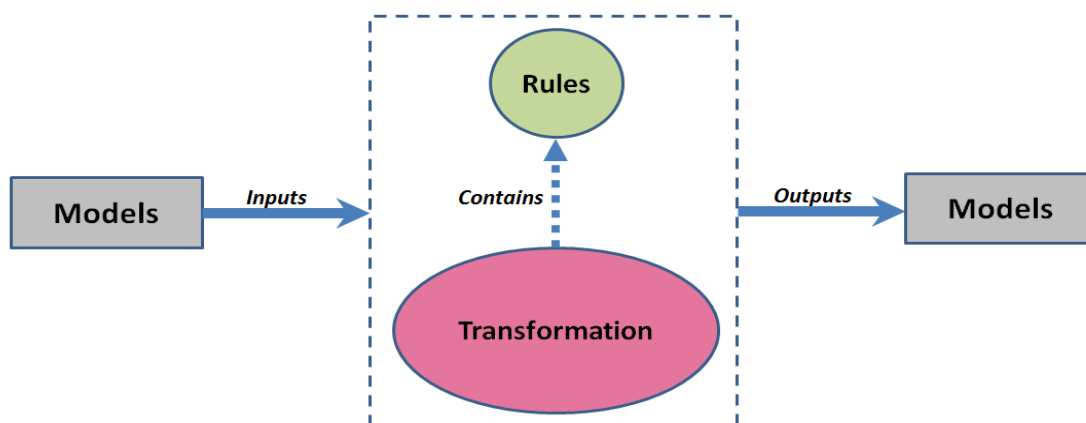 Rules
Models
Inputs
Contains
Outputs
Models
Transformation